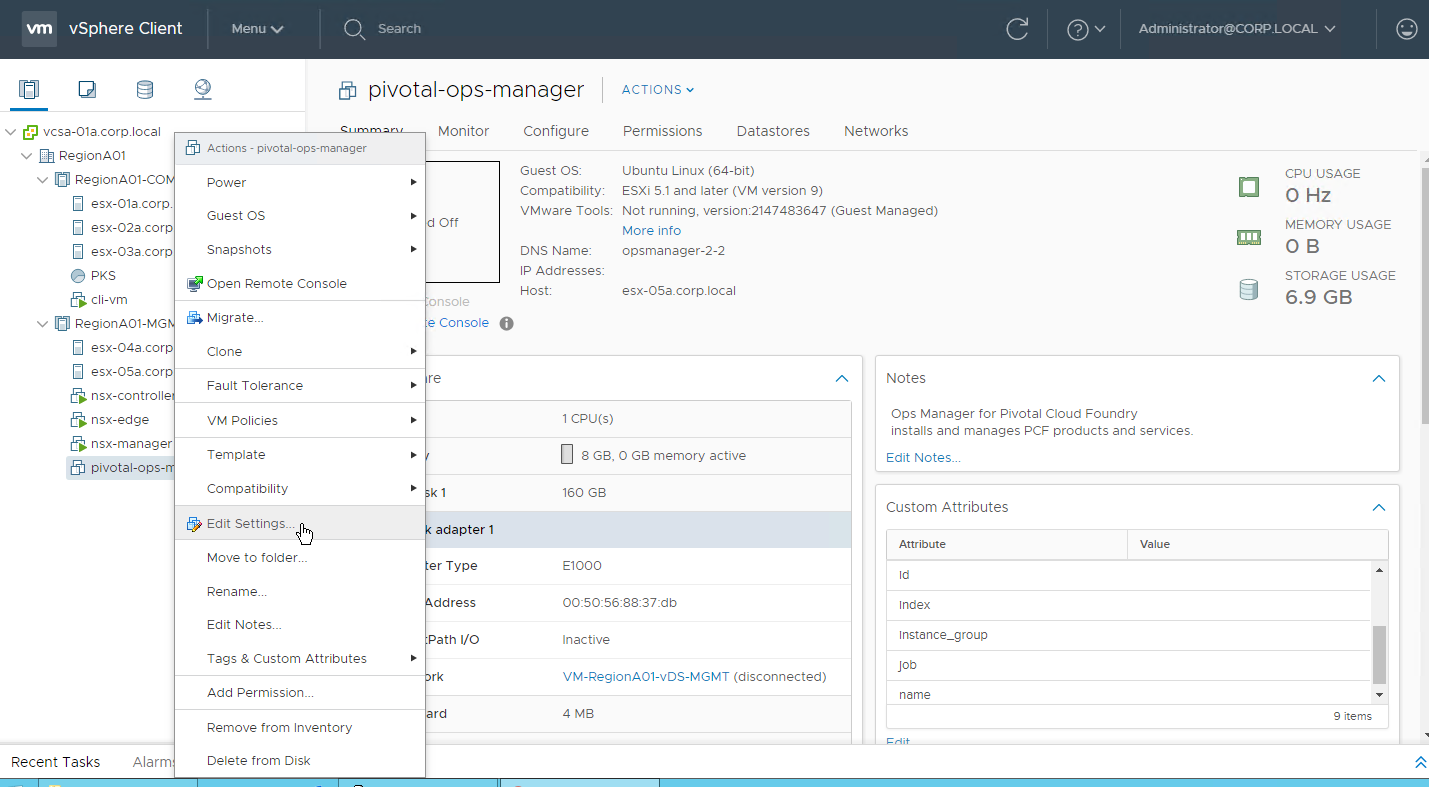 vm vSphere Client Menu Search Administrator@CORP.LOCAL
pivotal-ops-manager ACTIONS
Summary Monitor Configure Permissions Datastores Networks
vcsa-01a.corp.local
RegionA01
RegionA01-COM
esx-01a.corp.
esx-02a.corp
esx-03a.corp
PKS
cli-vm
RegionA01-MGM
esx-04a.corp
esx-05a.corp
nsx-controller
nsx-edge
nsx-manager
pivotal-ops-m
Actions - pivotal-ops-manager
Power
Guest OS
Snapshots
Open Remote Console
Migrate...
Clone
Fault Tolerance
VM Policies
Template
Compatibility
Edit Settings...
Move to folder...
Rename...
Edit Notes...
Tags & Custom Attributes
Add Permission...
Remove from Inventory
Delete from Disk
d Off
Console
te Console
Guest OS: Ubuntu Linux (64-bit)
Compatibility: ESXi 5.1 and later (VM version 9)
VMware Tools: Not running, version:2147483647 (Guest Managed)
More info
DNS Name: opsmanager-2-2
IP Addresses:
Host: esx-05a.corp.local
CPU USAGE
0 Hz
MEMORY USAGE
0 B
STORAGE USAGE
6.9 GB
are
1 CPU(s)
y 8 GB, 0 GB memory active
sk 1 160 GB
k adapter 1
ter Type E1000
Address 00:50:56:88:37:db
tPath I/O Inactive
ork VM-RegionA01-vDS-MGMT (disconnected)
ard 4 MB
Notes
Ops Manager for Pivotal Cloud Foundry
installs and manages PCF products and services.
Edit Notes...
Custom Attributes
Attribute Value
id
index
instance_group
job
name
9 items
Edit
Recent Tasks Alarms